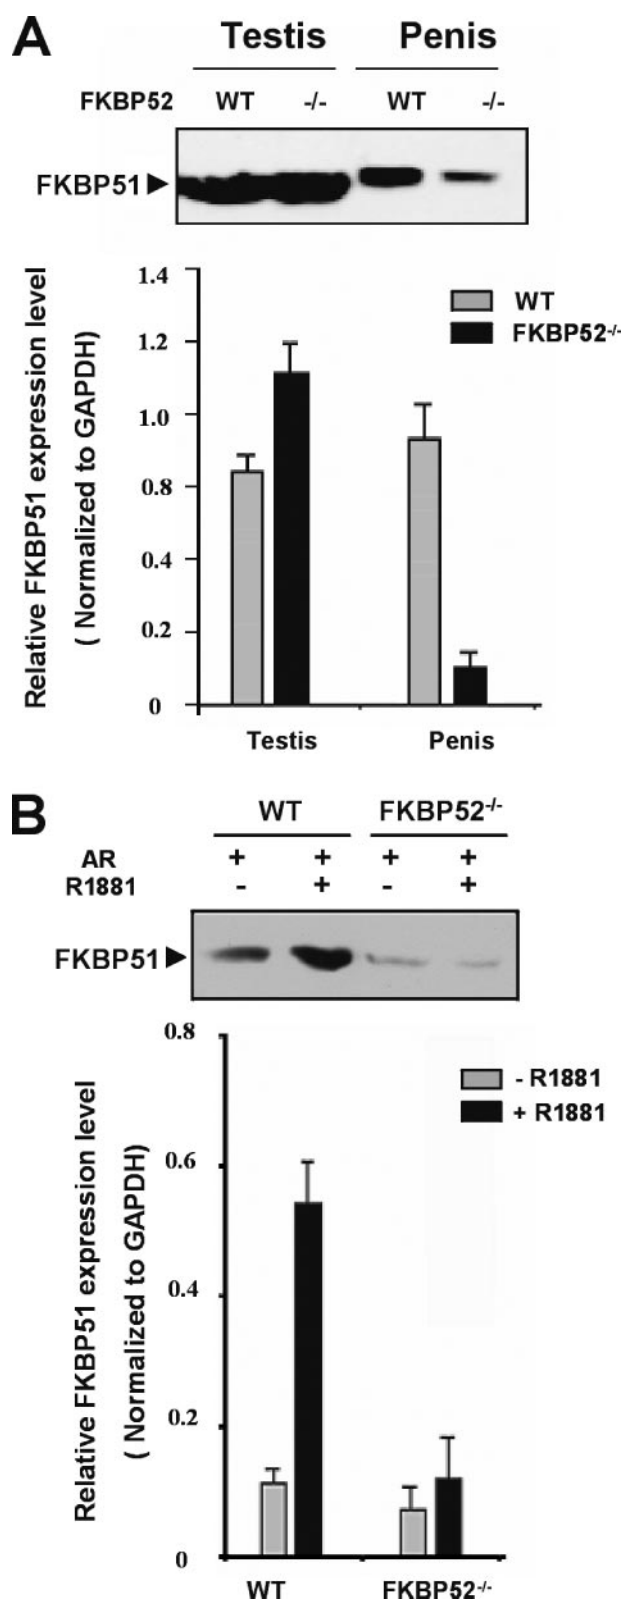 A
Testis Penis
FKBP52 WT -/- WT -/-
FKBP51
1.4
1.2
1.0
0.8
0.4
0.2
0
Relative FKBP51 expression level
( Normalized to GAPDH)
WT
FKBP52-/-
Testis Penis
B
WT FKBP52-/-
AR + + + +
R1881 - + - +
FKBP51
0.8
0.6
0.4
0.2
0
Relative FKBP51 expression level
( Normalized to GAPDH)
- R1881
+ R1881
WT FKBP52-/-